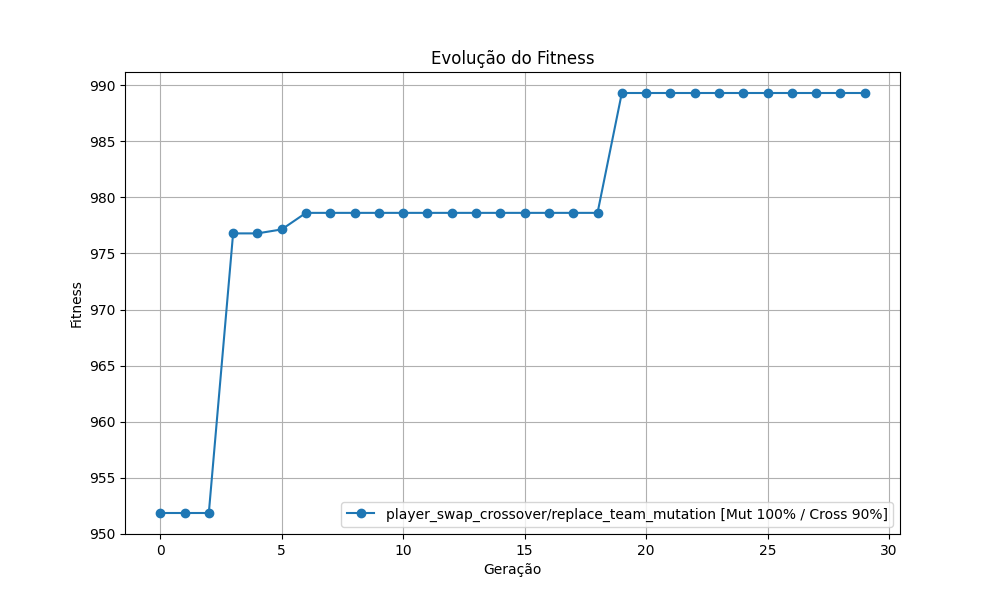 Evolução do Fitness
990
985
980
975
970
965
960
955
950
Fitness
player_swap_crossover/replace_team_mutation [Mut 100% / Cross 90%]
0 5 10 15 20 25 30
Geração